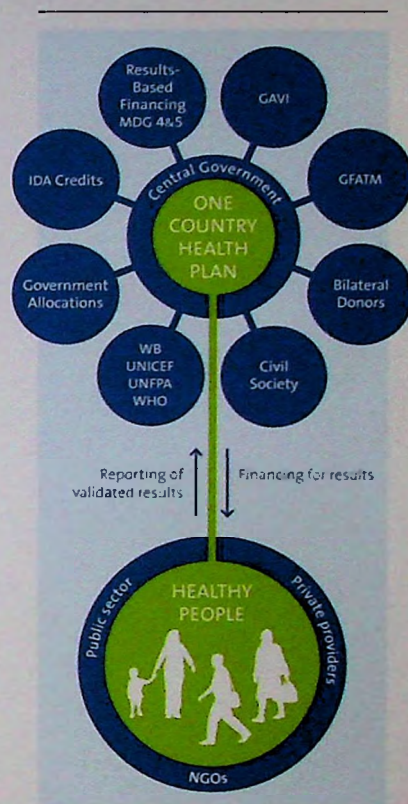 Results-
Based
Financing
MDG 4&5
GAVI
IDA Credits
Central Government
GFATM
ONE
COUNTRY
HEALTH
PLAN
Government
Allocations
Bilateral
Donors
WB
UNICEF
UNFPA
WHO
Civil
Society
Reporting of
validated results
Financing for results
HEALTHY
PEOPLE
Public sector
Private providers
NGOs